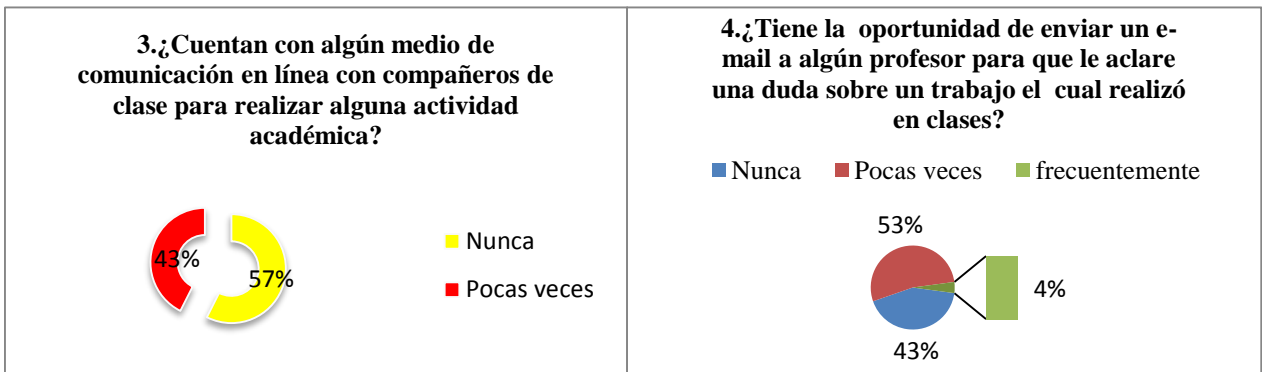 3.¿Cuentan con algún medio de
comunicación en línea con compañeros de
clase para realizar alguna actividad
académica?
43%
57%
Nunca
Pocas veces
4.¿Tiene la oportunidad de enviar un e-
mail a algún profesor para que le aclare
una duda sobre un trabajo el cual realizó
en clases?
Nunca Pocas veces frecuentemente
53%
4%
43%